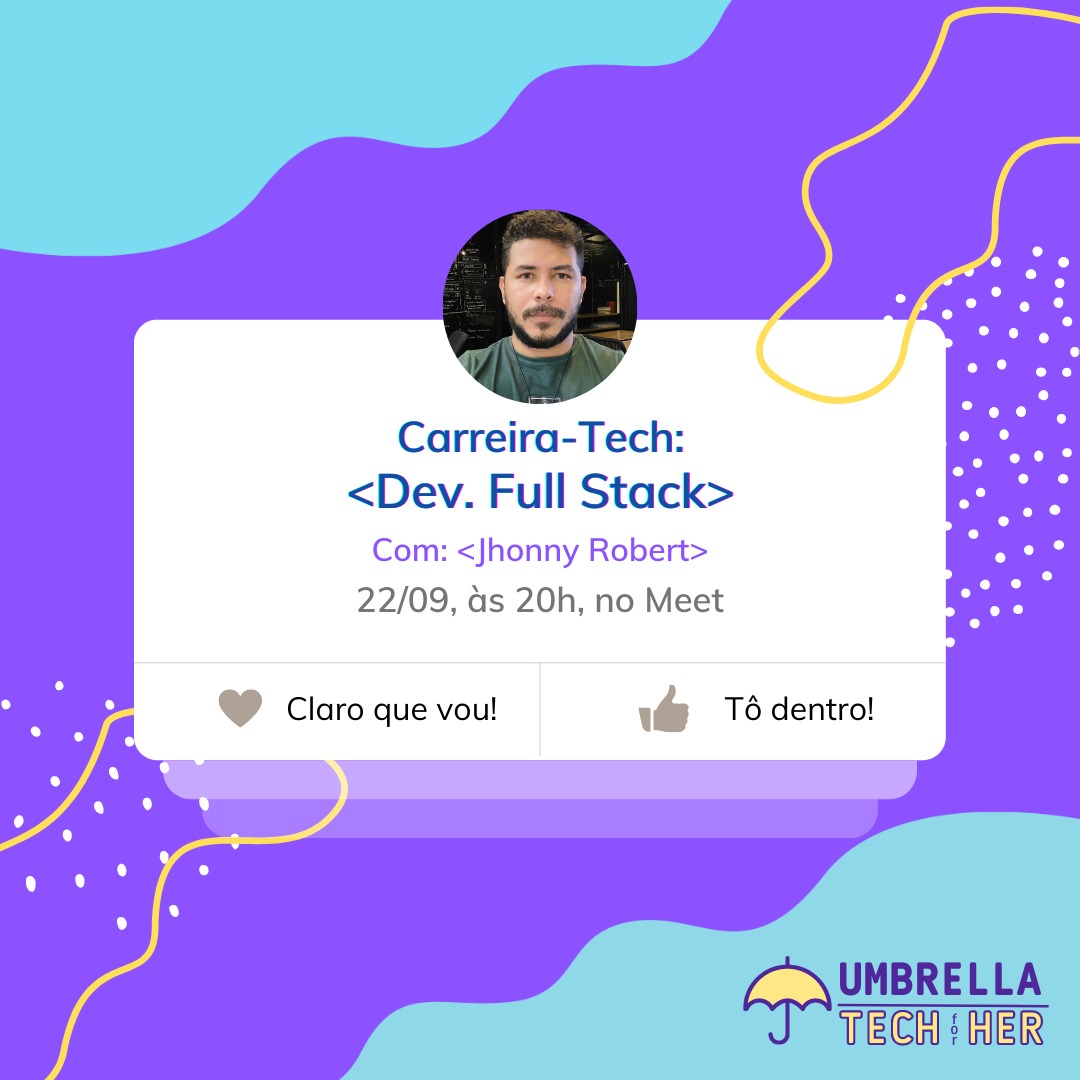 Carreira-Tech:
<Dev. Full Stack>
Com: <Jhonny Robert>
22/09, às 20h, no Meet
Claro que vou!
Tô dentro!
UMBRELLA
TECH for HER